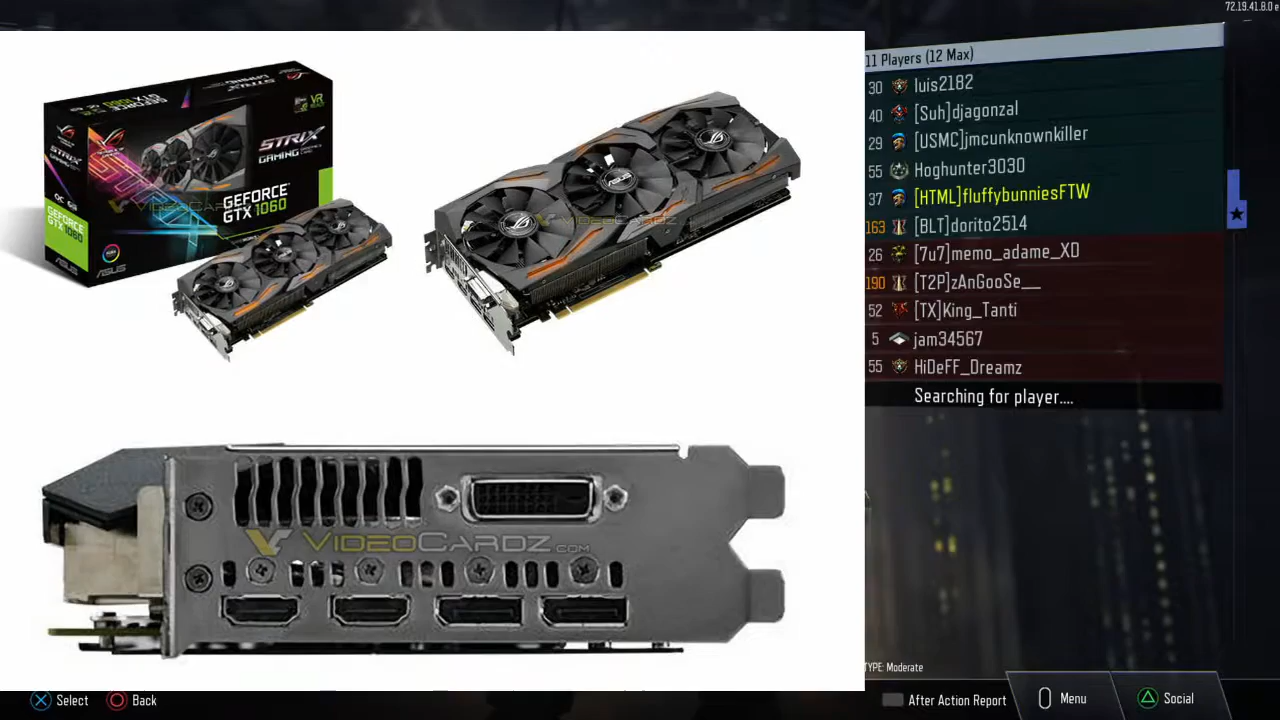 72.19.41.8.0 e
11 Players (12 Max)
30 luis2182
40 [Suh]djagonzal
29 [USMC]jmcunknownkiller
55 Hoghunter3030
37 [HTML]fluffybunniesFTW
163 [BLT]dorito2514
26 [7u7]memo_adame_XD
190 [T2P]zAnGooSe__
52 [TX]King_Tanti
5 jam34567
55 HiDeFF_Dreamz
Searching for player....
TYPE: Moderate
Select
Back
After Action Report
Menu
Social
STRIX
GAMING
GEFORCE
GTX 1060
VR
STRIX
GEFORCE
GTX 1060
ASUS
ASUS
VIDEOCARDZ
VIDEOCARDZ.COM